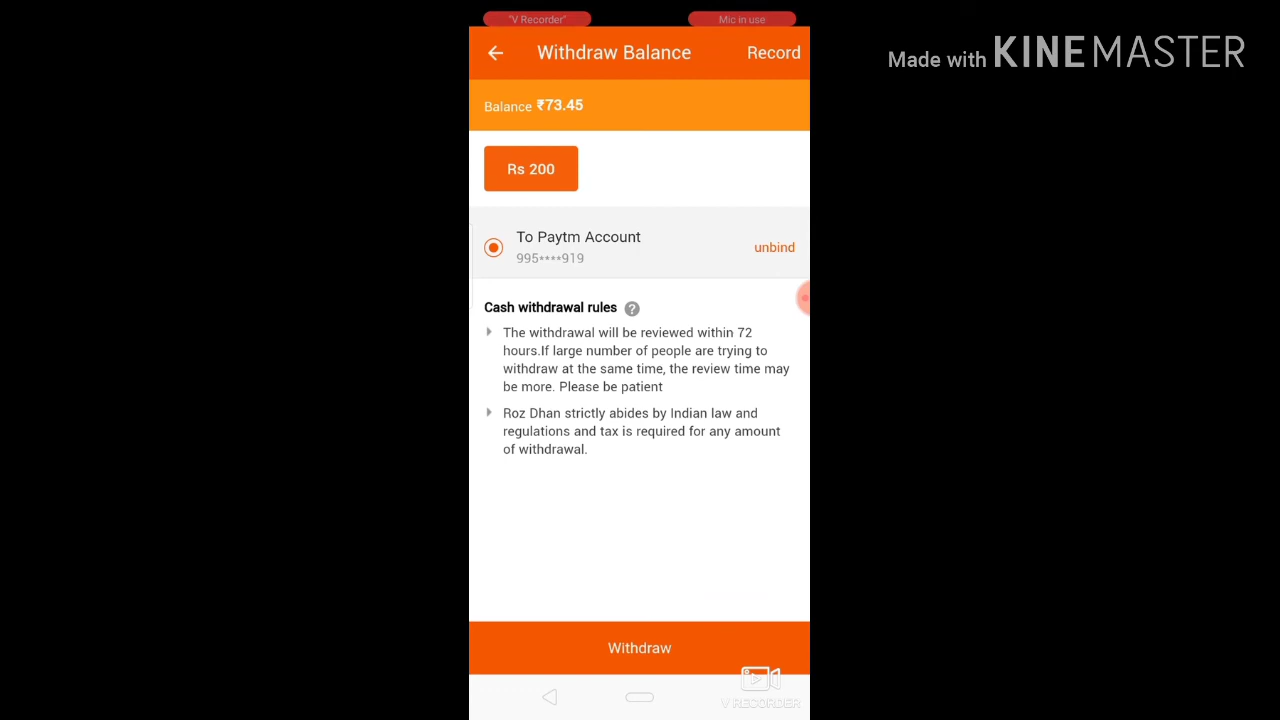 "V Recorder"
Mic in use
Withdraw Balance
Record
Made with KINEMASTER
Balance ₹73.45
Rs 200
To Paytm Account
995****919
unbind
Cash withdrawal rules ?
The withdrawal will be reviewed within 72
hours.If large number of people are trying to
withdraw at the same time, the review time may
be more. Please be patient
Roz Dhan strictly abides by Indian law and
regulations and tax is required for any amount
of withdrawal.
Withdraw
V RECORDER